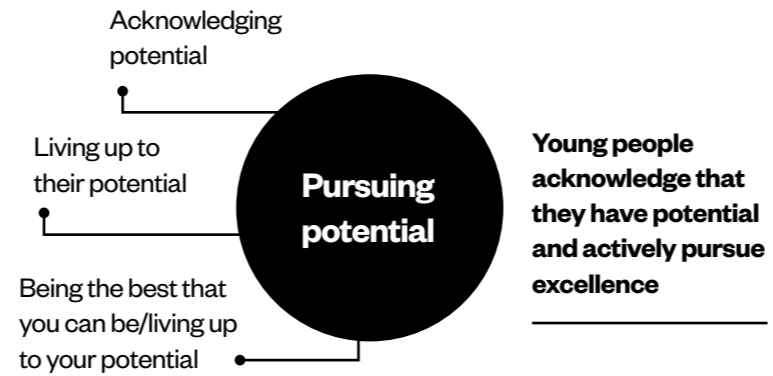 Acknowledging
potential
Living up to
their potential
Being the best that
you can be/living up
to your potential
Pursuing
potential
Young people
acknowledge that
they have potential
and actively pursue
excellence